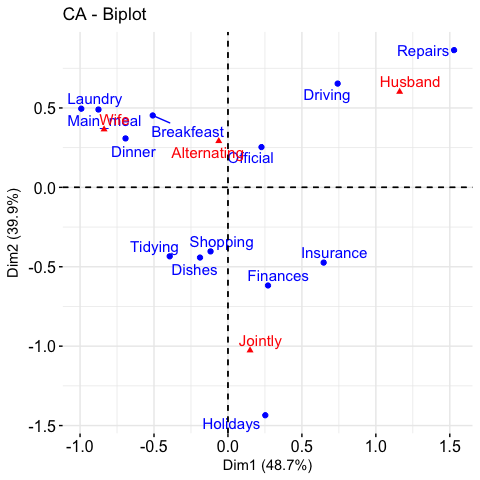 CA - Biplot
Repairs
Husband
Driving
Laundry
Main meal
Wife
Breakfeast
Dinner
Alternating
Official
Tidying
Shopping
Dishes
Insurance
Finances
Jointly
Holidays
0.5
0.0
-0.5
-1.0
-1.5
-1.0 -0.5 0.0 0.5 1.0 1.5
Dim1 (48.7%)
Dim2 (39.9%)